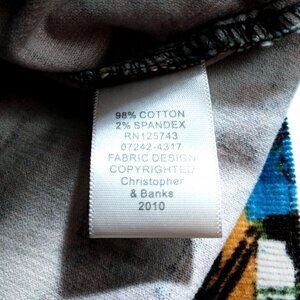 98% COTTON
2% SPANDEX
RN125743
07242-4317
FABRIC DESIGN
COPYRIGHTED
Christopher
& Banks
2010